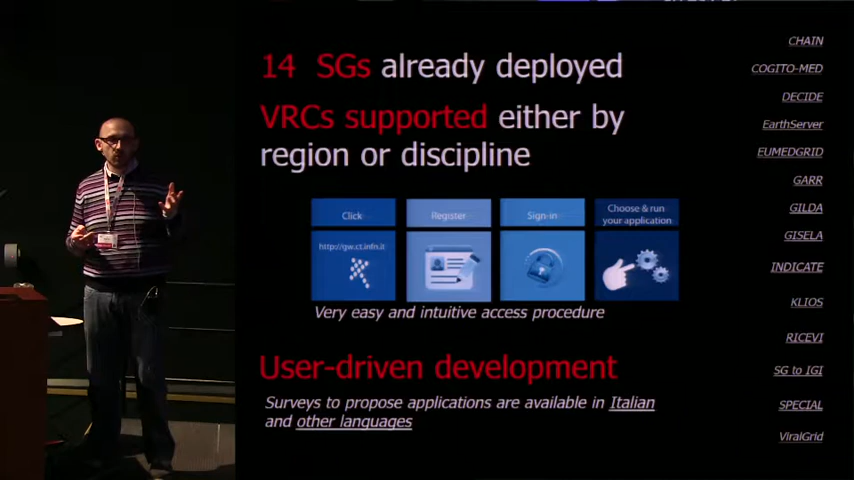 14 SGs already deployed
VRCs supported either by
region or discipline
Click
Register
Sign-in
Choose & run
your application
http://gw.ct.infn.it
Very easy and intuitive access procedure
User-driven development
Surveys to propose applications are available in Italian
and other languages
CHAIN
COGITO-MED
DECIDE
EarthServer
EUMEDGRID
GARR
GILDA
GISELA
INDICATE
KLIOS
RICEVI
SG to IGI
SPECIAL
ViralGrid